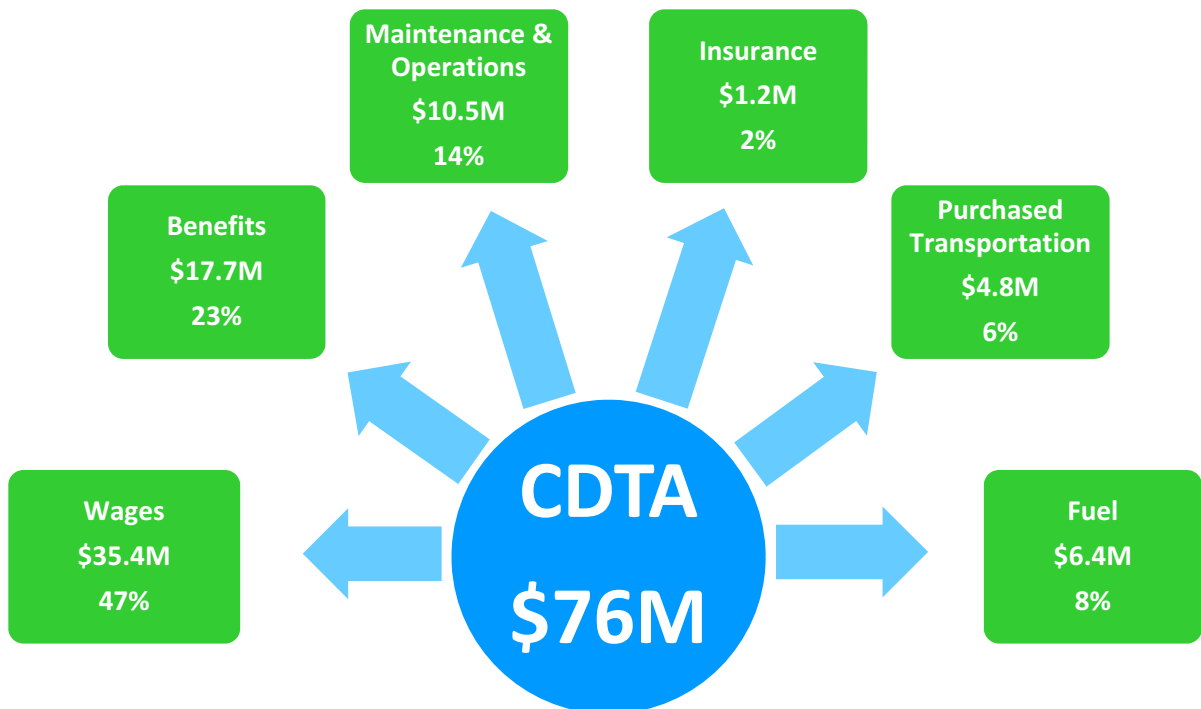 Maintenance &
Operations
$10.5M
14%
Insurance
$1.2M
2%
Benefits
$17.7M
23%
Purchased
Transportation
$4.8M
6%
Wages
$35.4M
47%
CDTA
$76M
Fuel
$6.4M
8%